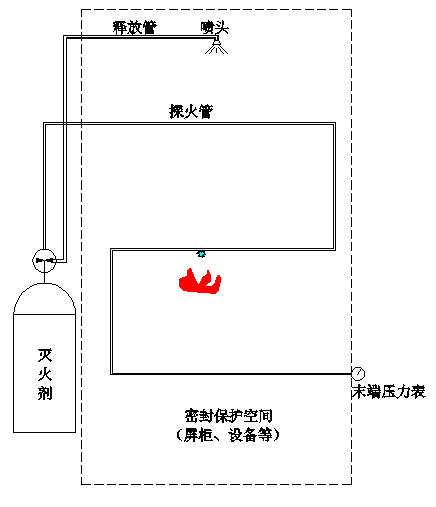 释放管
喷头
探火管
灭火剂
末端压力表
密封保护空间
（屏柜、设备等）